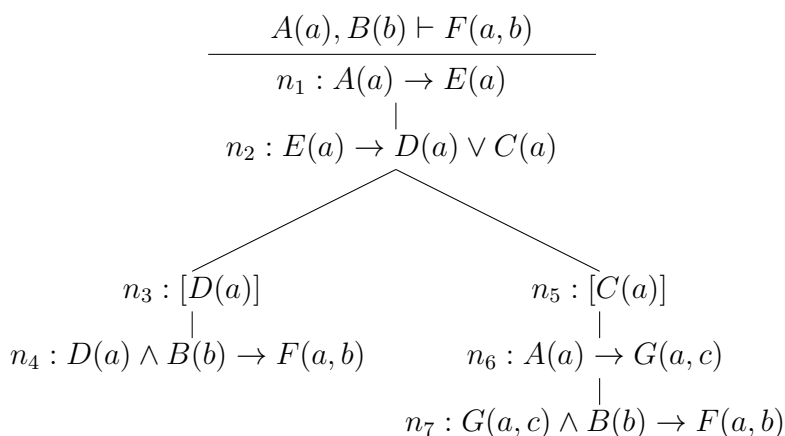 A(a), B(b) ⊢ F(a, b)
n₁ : A(a) → E(a)
n₂ : E(a) → D(a) ∨ C(a)
n₃ : [D(a)]
n₅ : [C(a)]
n₄ : D(a) ∧ B(b) → F(a, b)
n₆ : A(a) → G(a, c)
n₇ : G(a, c) ∧ B(b) → F(a, b)